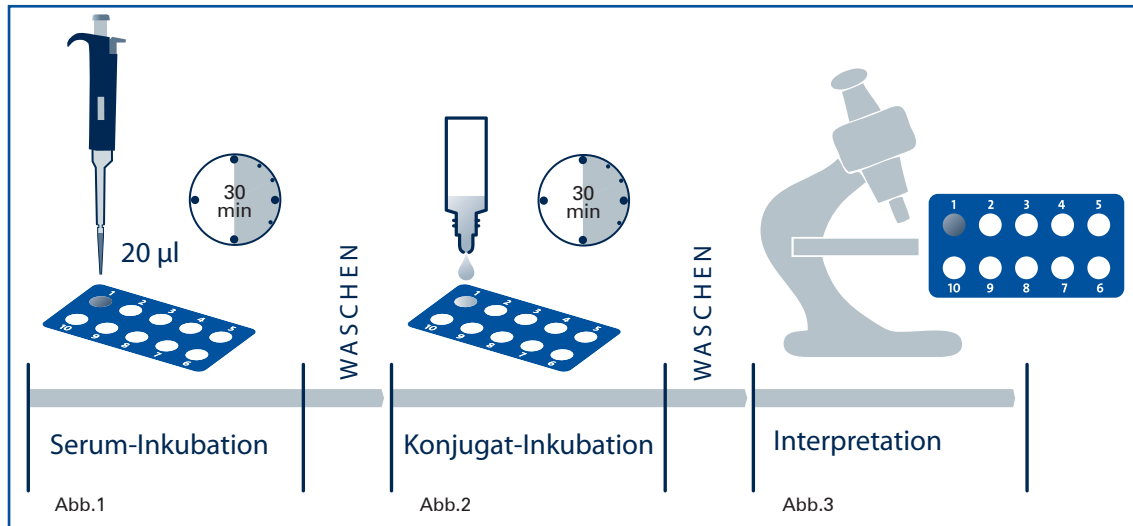 30
min
20 µl
1
2
3
4
5
10
9
8
7
6
WASCHEN
30
min
1
2
3
4
5
10
9
8
7
6
WASCHEN
1 2 3 4 5
10 9 8 7 6
Serum-Inkubation
Konjugat-Inkubation
Interpretation
Abb.1
Abb.2
Abb.3